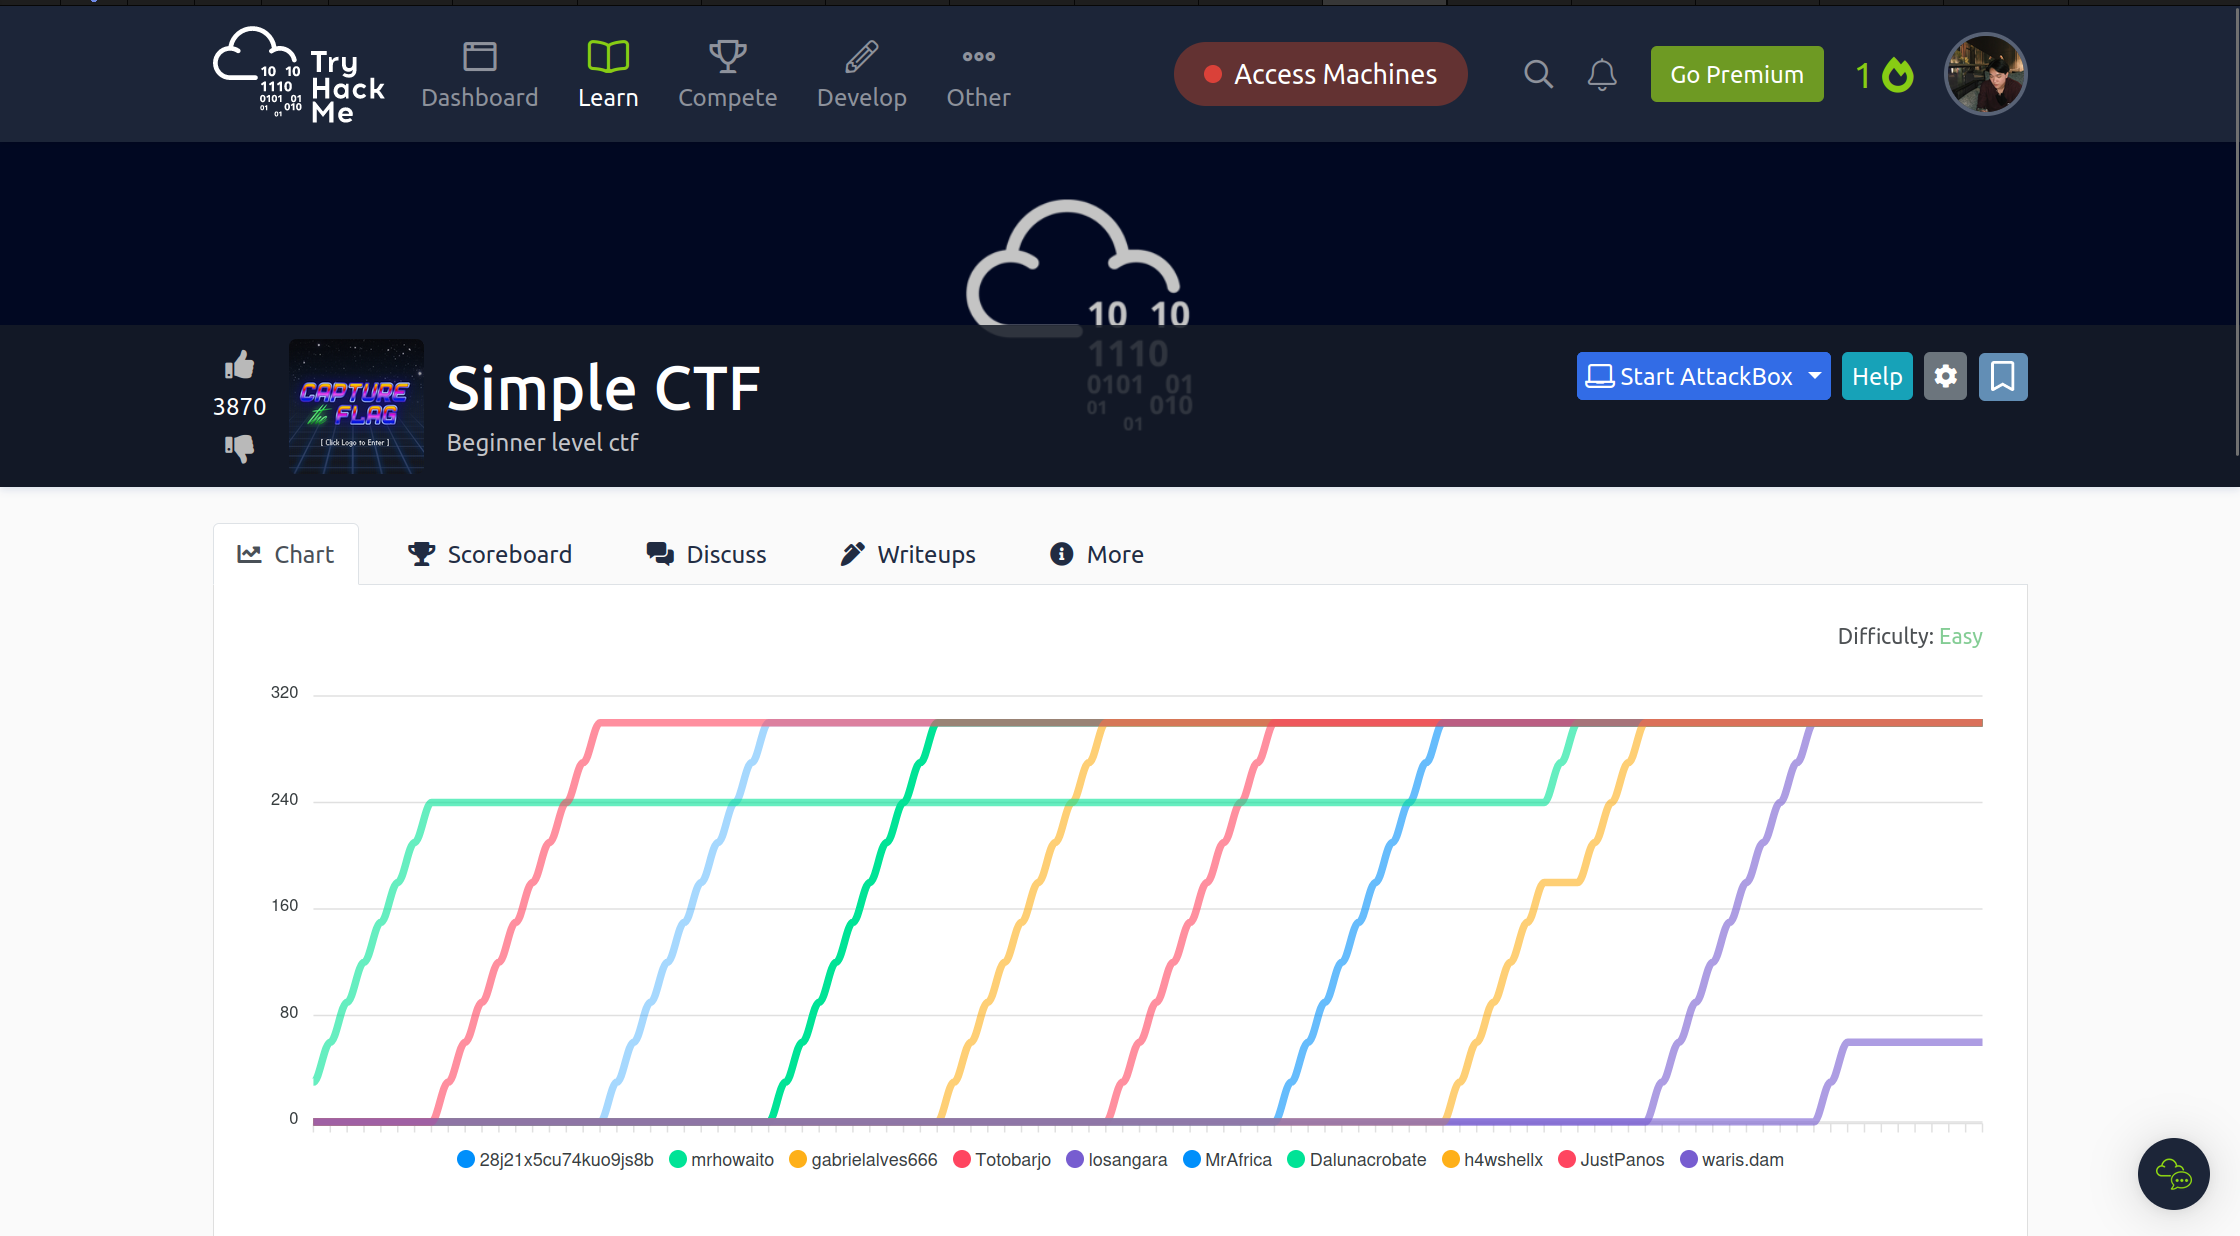 Try
Hack
Me
10 10
1110
0101 01
01 010
01
Dashboard
Learn
Compete
Develop
Other
Access Machines
Go Premium
1
10 10
1110
0101 01
01 010
01
3870
CAPTURE
the FLAG
[ Click Logo to Enter ]
Simple CTF
Beginner level ctf
Start AttackBox
Help
Chart
Scoreboard
Discuss
Writeups
More
Difficulty: Easy
320
240
160
80
0
28j21x5cu74kuo9js8b mrhowaito gabrielalves666 Totobarjo losangara MrAfrica Dalunacrobate h4wshellx JustPanos waris.dam